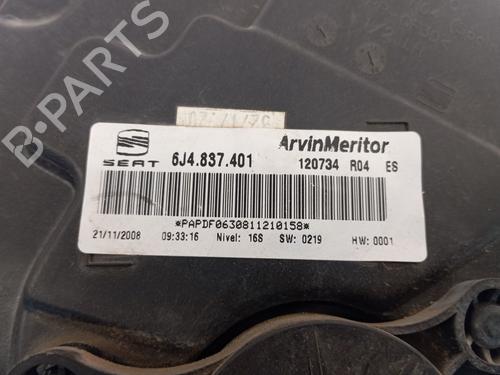 ArvinMeritor
SEAT
6J4.837.401
120734 R04 ES
*PAPDF0630811210158*
21/11/2008 09:33:16 Nivel: 16S SW: 0219 HW: 0001
B-PARTS